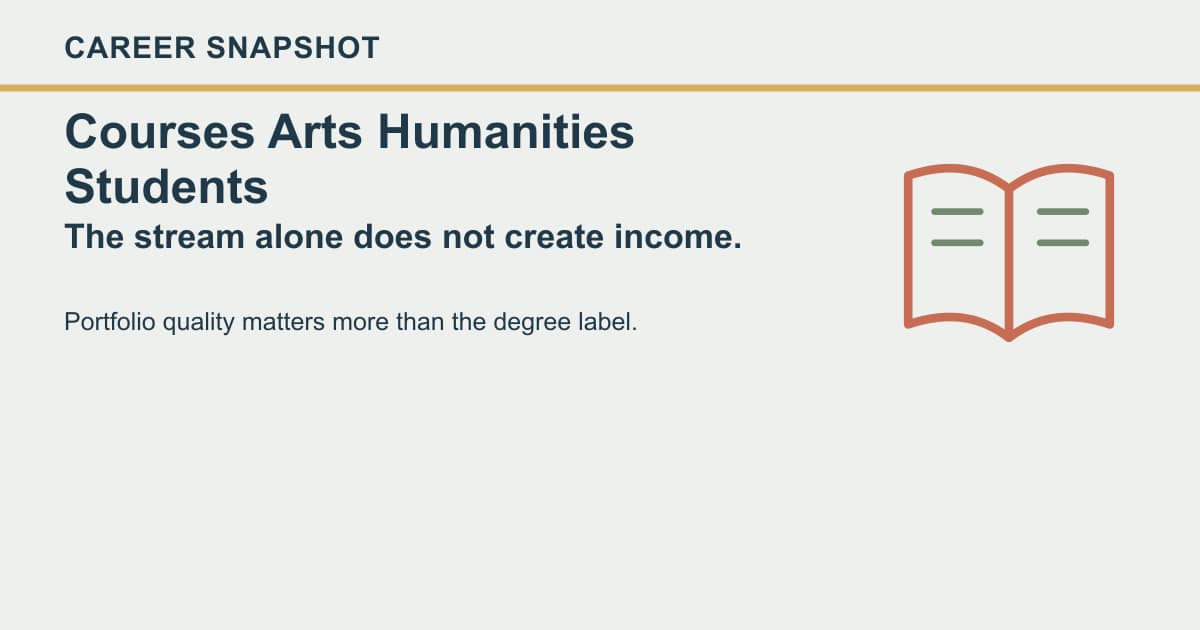 CAREER SNAPSHOT
Courses Arts Humanities
Students
The stream alone does not create income.
Portfolio quality matters more than the degree label.